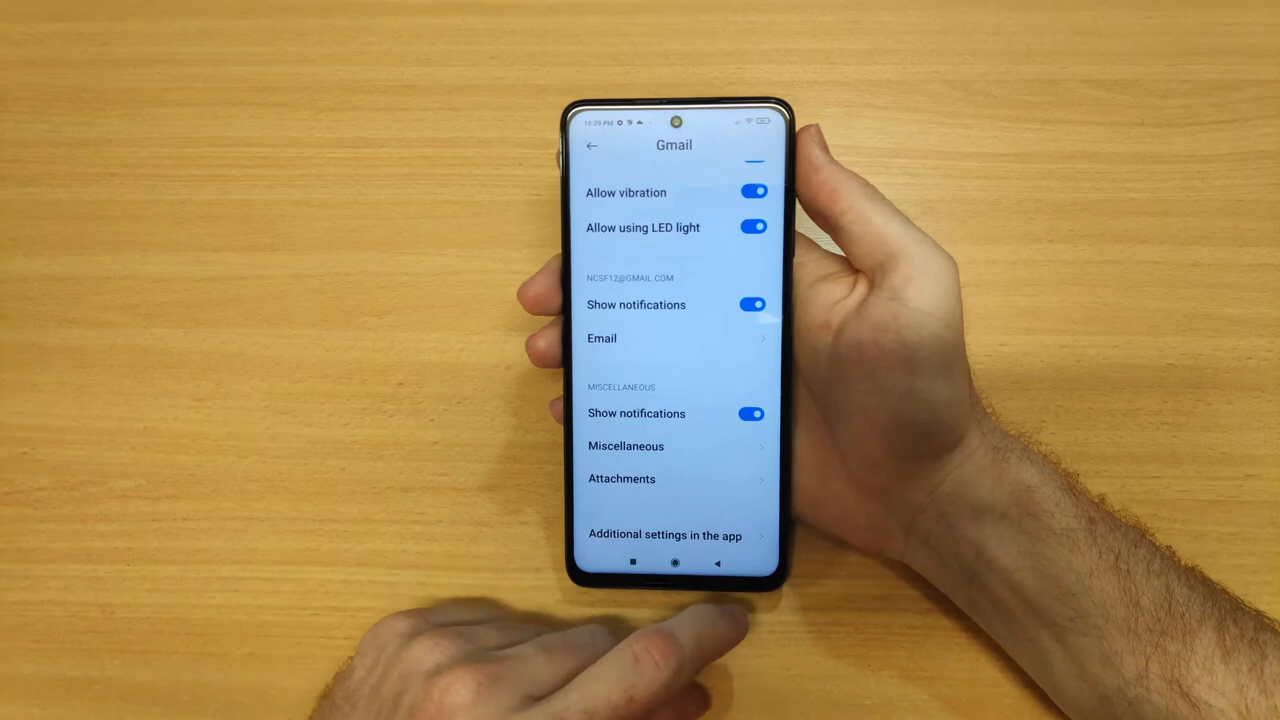 10:25 PM
Gmail
Allow vibration
Allow using LED light
NCSF12@GMAIL.COM
Show notifications
Email
MISCELLANEOUS
Show notifications
Miscellaneous
Attachments
Additional settings in the app